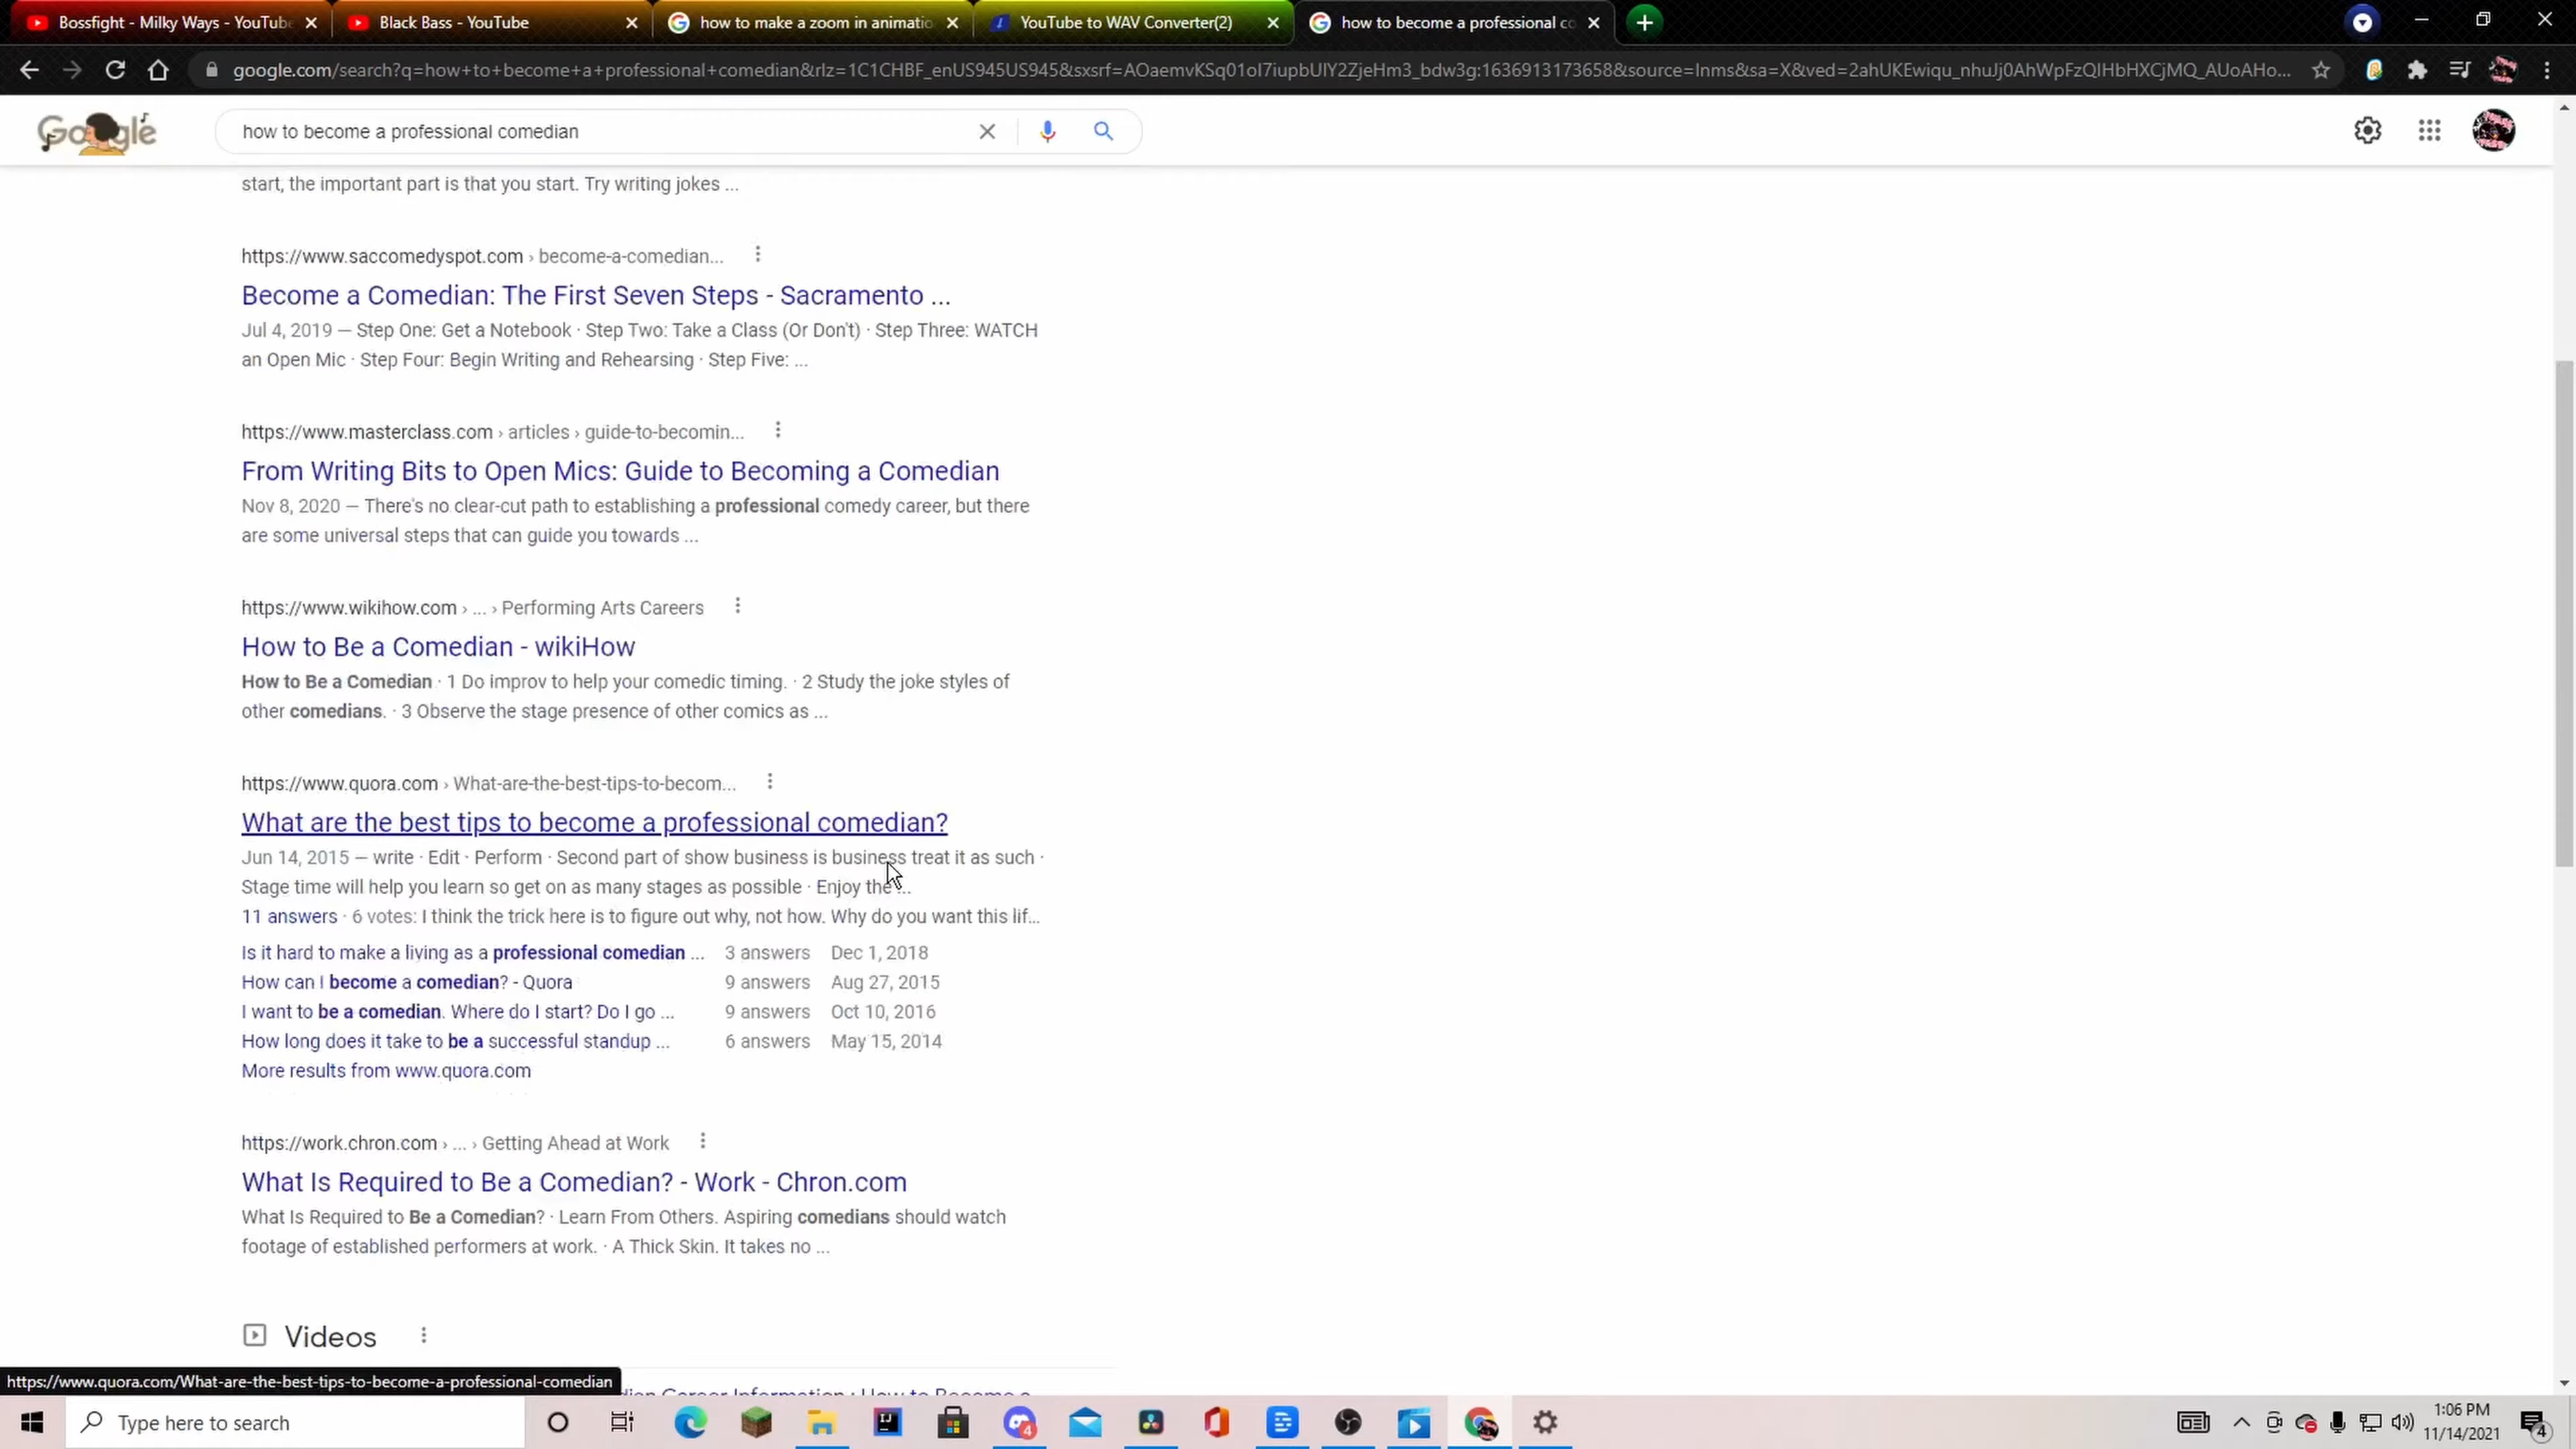 Bossfight - Milky Ways - YouTube
Black Bass - YouTube
how to make a zoom in animatio
YouTube to WAV Converter(2)
how to become a professional co
google.com/search?q=how+to+become+a+professional+comedian&rlz=1C1CHBF_enUS945US945&sxsrf=AOaemvKSq01oI7iupbUlY2ZjeHm3_bdw3g:1636913173658&source=lnms&sa=X&ved=2ahUKEwiqu_nhuJj0AhWpFzQIHbHXCjMQ_AUoAHo...
Google
how to become a professional comedian
start, the important part is that you start. Try writing jokes ...
https://www.saccomedyspot.com › become-a-comedian...
Become a Comedian: The First Seven Steps - Sacramento ...
Jul 4, 2019 — Step One: Get a Notebook · Step Two: Take a Class (Or Don't) · Step Three: WATCH
an Open Mic · Step Four: Begin Writing and Rehearsing · Step Five: ...
https://www.masterclass.com › articles › guide-to-becomin...
From Writing Bits to Open Mics: Guide to Becoming a Comedian
Nov 8, 2020 — There's no clear-cut path to establishing a professional comedy career, but there
are some universal steps that can guide you towards ...
https://www.wikihow.com › ... › Performing Arts Careers
How to Be a Comedian - wikiHow
How to Be a Comedian · 1 Do improv to help your comedic timing. · 2 Study the joke styles of
other comedians. · 3 Observe the stage presence of other comics as ...
https://www.quora.com › What-are-the-best-tips-to-becom...
What are the best tips to become a professional comedian?
Jun 14, 2015 — write · Edit · Perform · Second part of show business is business treat it as such ·
Stage time will help you learn so get on as many stages as possible · Enjoy the ...
11 answers · 6 votes: I think the trick here is to figure out why, not how. Why do you want this lif...
Is it hard to make a living as a professional comedian ... 3 answers Dec 1, 2018
How can I become a comedian? - Quora 9 answers Aug 27, 2015
I want to be a comedian. Where do I start? Do I go ... 9 answers Oct 10, 2016
How long does it take to be a successful standup ... 6 answers May 15, 2014
More results from www.quora.com
https://work.chron.com › ... › Getting Ahead at Work
What Is Required to Be a Comedian? - Work - Chron.com
What Is Required to Be a Comedian? · Learn From Others. Aspiring comedians should watch
footage of established performers at work. · A Thick Skin. It takes no ...
Videos
https://www.quora.com/What-are-the-best-tips-to-become-a-professional-comedian
Career Information : How to Become a
Type here to search
IJ
4
1:06 PM
11/14/2021
4